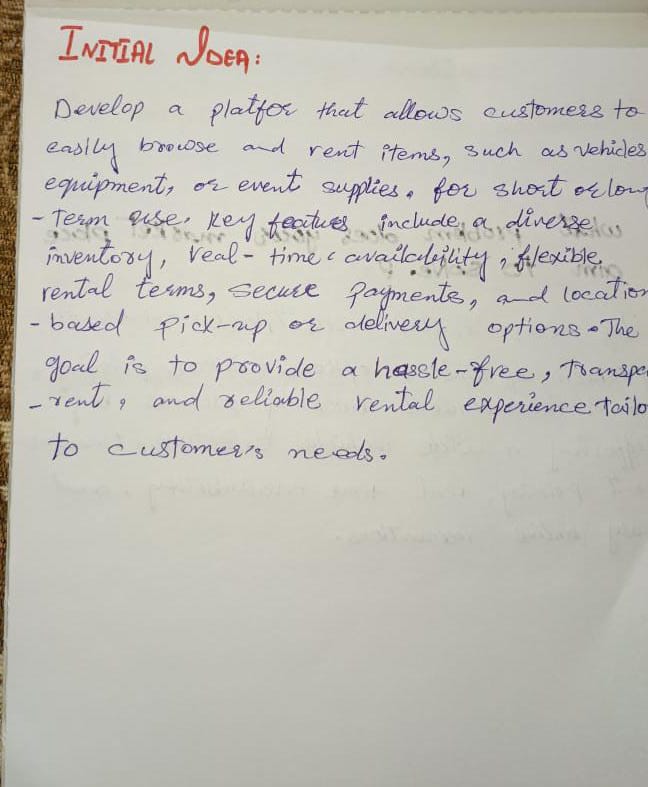 INITIAL IDEA:
Develop a platfor that allows customers to
easily browse and rent items, such as vehicles
equipment, or event supplies. for short or long
- Term use. Key featues include a diverse
inventory, real-time availability, flexible
rental terms, secure payments, and location
- based pick-up or delivery options. The
goal is to provide a hassle-free, transpa
- rent, and reliable rental experience tailo
to customer's needs.